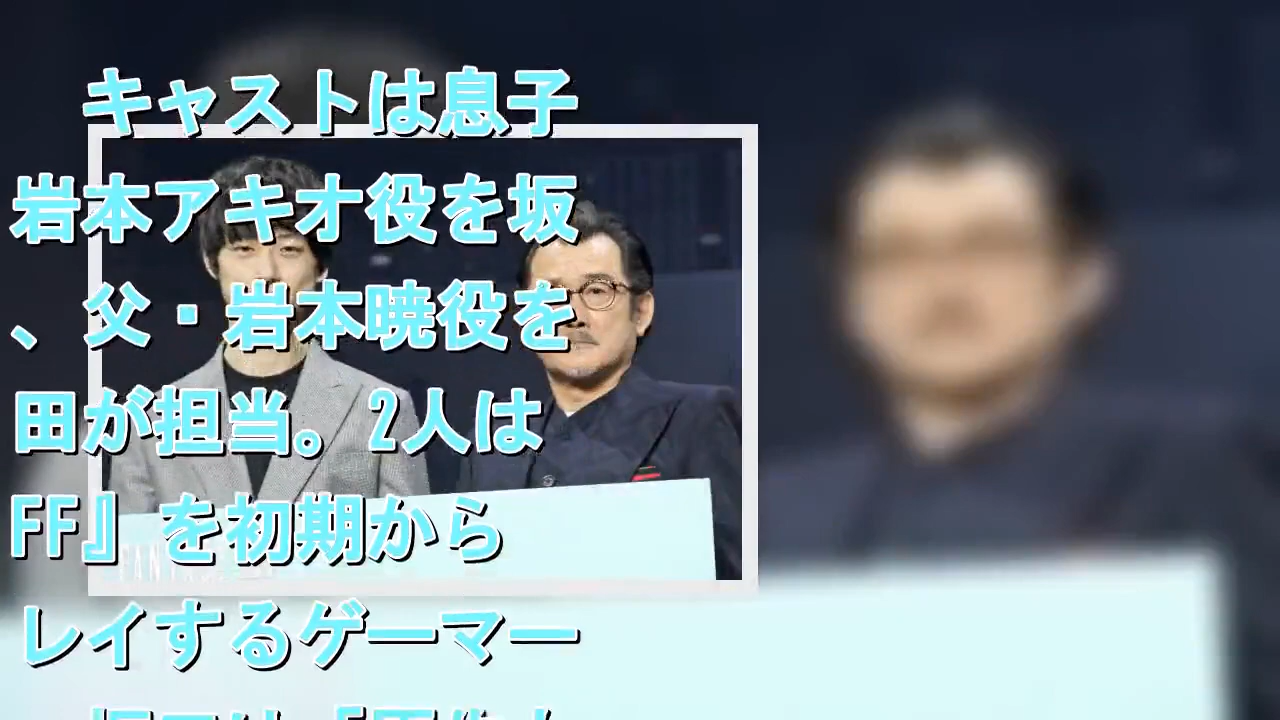 キャストは息子
岩本アキオ役を坂
、父・岩本暁役を
田が担当。2人は
FF』を初期から
レイするゲーマー